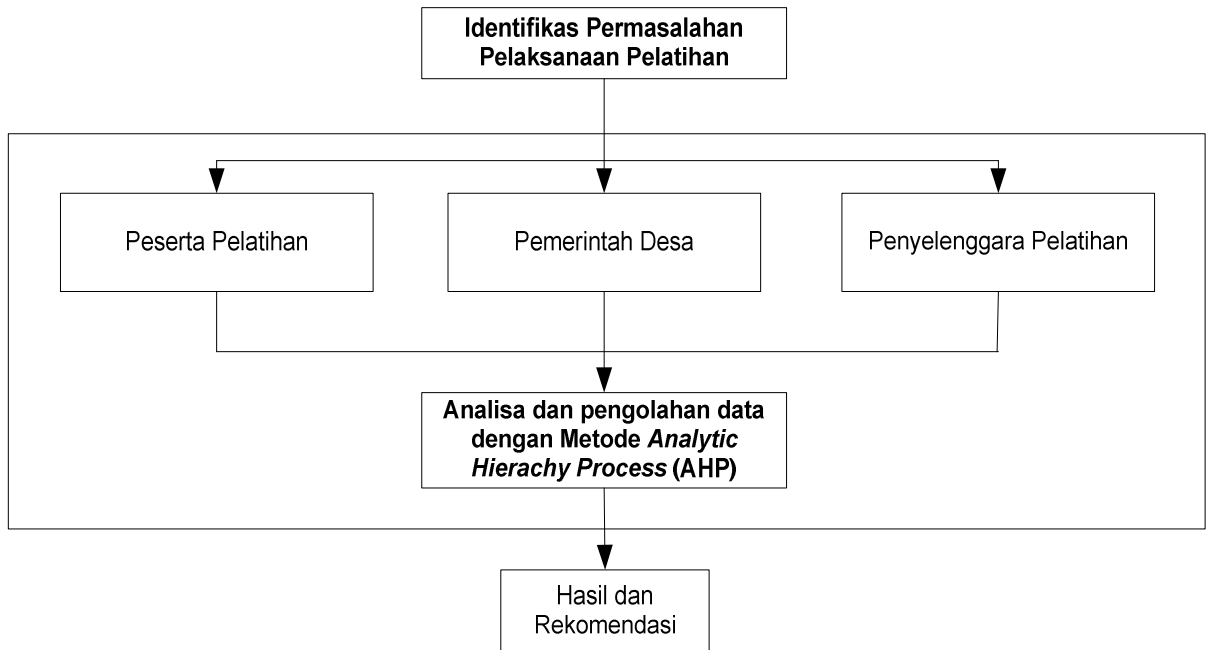 Identifikas Permasalahan
Pelaksanaan Pelatihan
Peserta Pelatihan
Pemerintah Desa
Penyelenggara Pelatihan
Analisa dan pengolahan data
dengan Metode Analytic
Hierachy Process (AHP)
Hasil dan
Rekomendasi